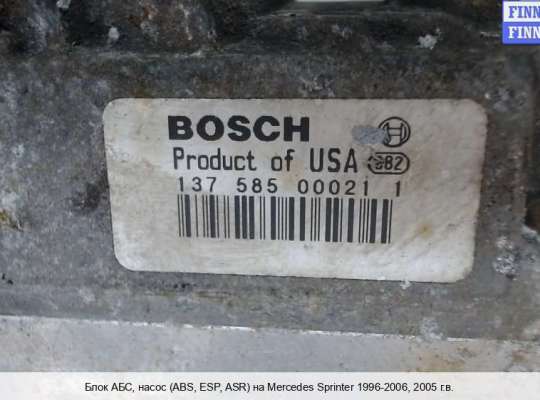 FINN
FINN
BOSCH
Product of USA 82
137 585 00021 1
Блок АБС, насос (ABS, ESP, ASR) на Mercedes Sprinter 1996-2006, 2005 г.в.